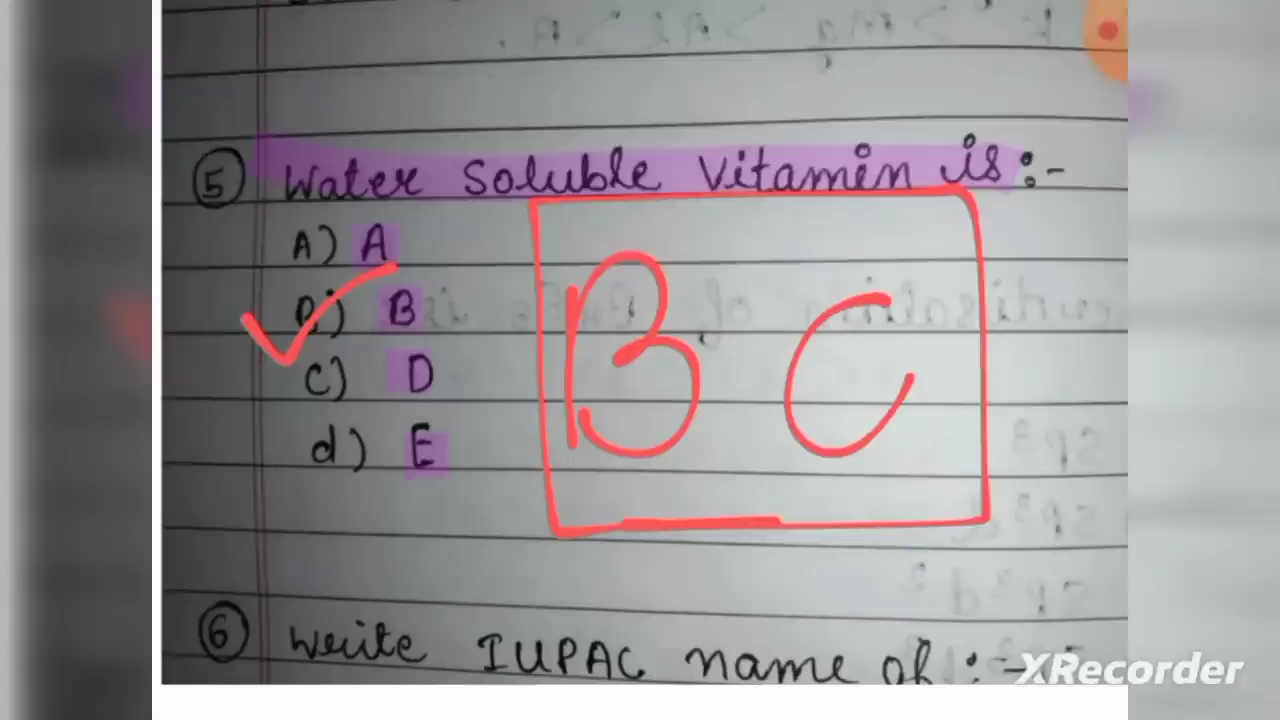 5 Water Soluble Vitamin is:-
A) A
B) B
C) D
d) E
B C
6 Write IUPAC name of:-
XRecorder